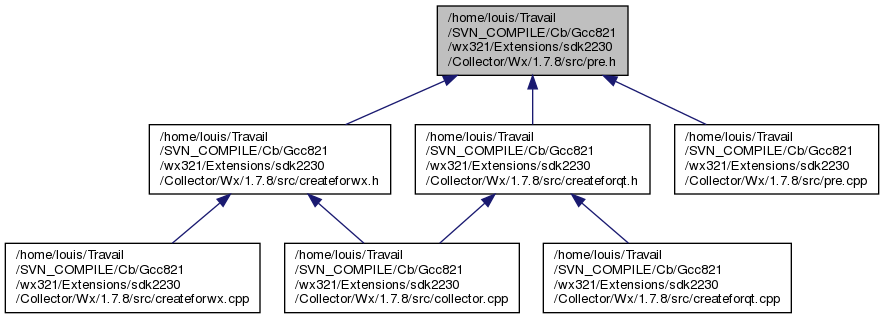 /home/louis/Travail
/SVN_COMPILE/Cb/Gcc821
/wx321/Extensions/sdk2230
/Collector/Wx/1.7.8/src/pre.h
/home/louis/Travail
/SVN_COMPILE/Cb/Gcc821
/wx321/Extensions/sdk2230
/Collector/Wx/1.7.8/src/createforwx.h
/home/louis/Travail
/SVN_COMPILE/Cb/Gcc821
/wx321/Extensions/sdk2230
/Collector/Wx/1.7.8/src/createforqt.h
/home/louis/Travail
/SVN_COMPILE/Cb/Gcc821
/wx321/Extensions/sdk2230
/Collector/Wx/1.7.8/src/pre.cpp
/home/louis/Travail
/SVN_COMPILE/Cb/Gcc821
/wx321/Extensions/sdk2230
/Collector/Wx/1.7.8/src/createforwx.cpp
/home/louis/Travail
/SVN_COMPILE/Cb/Gcc821
/wx321/Extensions/sdk2230
/Collector/Wx/1.7.8/src/collector.cpp
/home/louis/Travail
/SVN_COMPILE/Cb/Gcc821
/wx321/Extensions/sdk2230
/Collector/Wx/1.7.8/src/createforqt.cpp